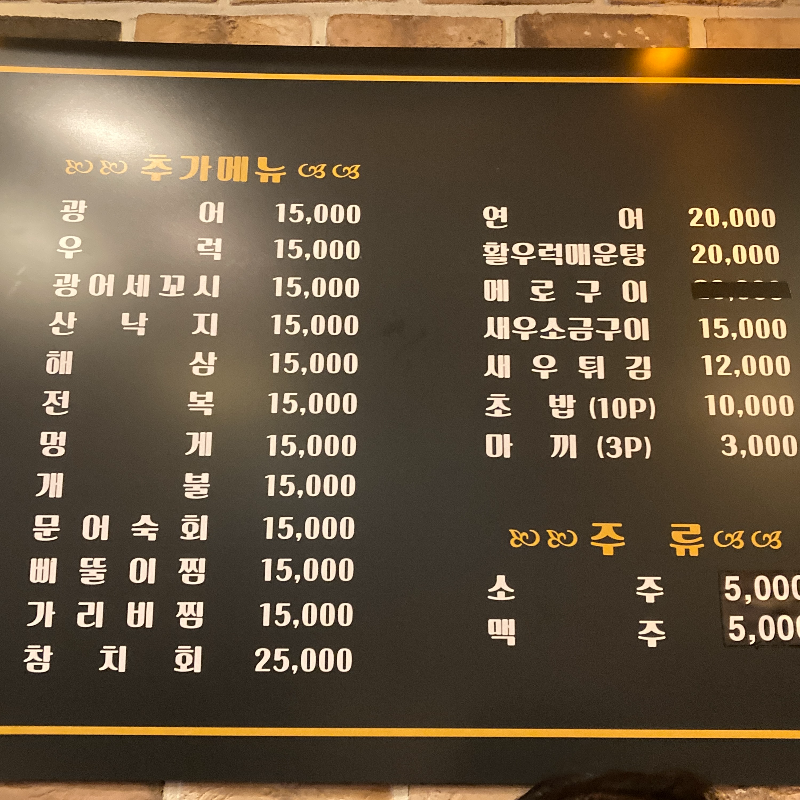 추가메뉴
광어 15,000
우럭 15,000
광어세꼬시 15,000
산낙지 15,000
해삼 15,000
전복 15,000
멍게 15,000
개불 15,000
문어숙회 15,000
삐뚤이찜 15,000
가리비찜 15,000
참치회 25,000
연어 20,000
활우럭매운탕 20,000
메로구이
새우소금구이 15,000
새우튀김 12,000
초밥 (10P) 10,000
마끼 (3P) 3,000
주류
소주 5,000
맥주 5,000